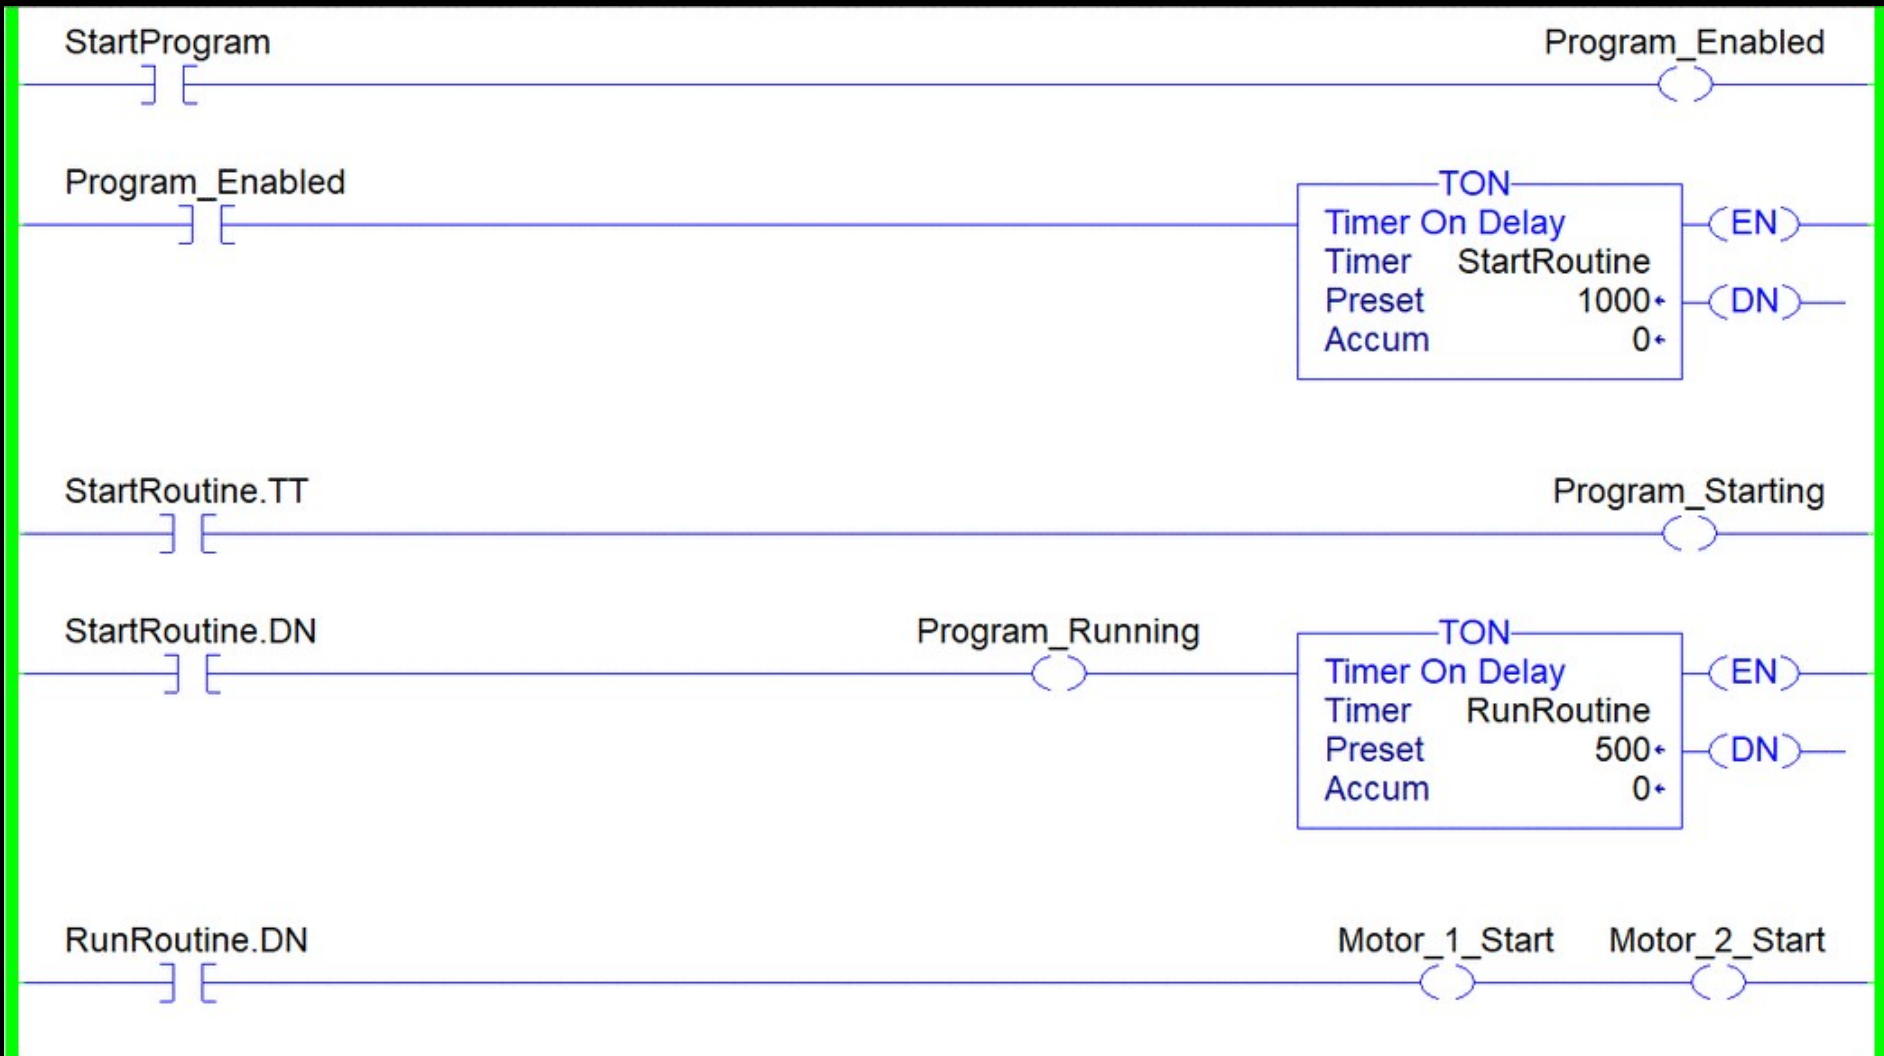 StartProgram
Program_Enabled
Program_Enabled
TON
Timer On Delay
Timer StartRoutine
Preset 1000
Accum 0
EN
DN
StartRoutine.TT
Program_Starting
StartRoutine.DN
Program_Running
TON
Timer On Delay
Timer RunRoutine
Preset 500
Accum 0
EN
DN
RunRoutine.DN
Motor_1_Start
Motor_2_Start